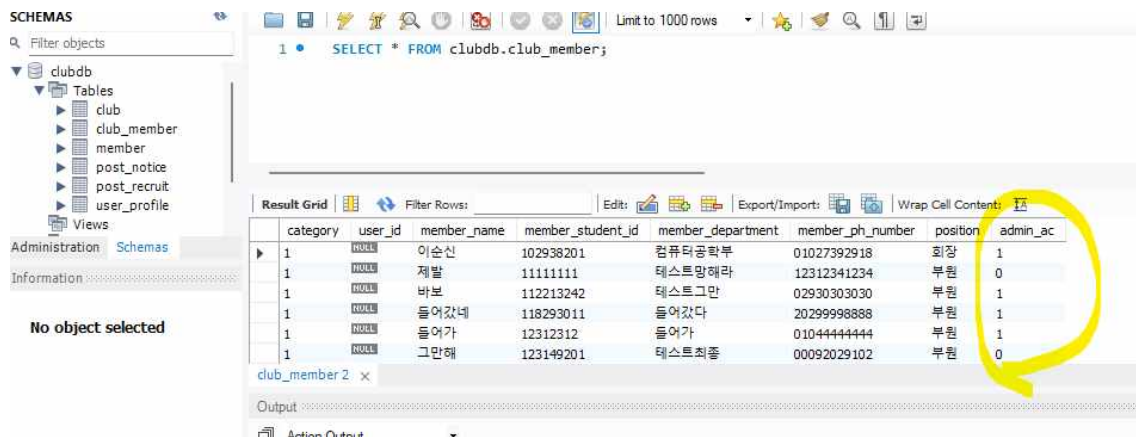 SCHEMAS
Filter objects
clubdb
Tables
club
club_member
member
post_notice
post_recruit
user_profile
Views
Administration Schemas
Information
No object selected
Limit to 1000 rows
1 SELECT * FROM clubdb.club_member;
Result Grid Filter Rows: Edit: Export/Import: Wrap Cell Content:
category user_id member_name member_student_id member_department member_ph_number position admin_ac
1 NULL 이순신 102938201 컴퓨터공학부 01027392918 회장 1
1 NULL 제발 11111111 테스트망해라 12312341234 부원 0
1 NULL 바보 112213242 테스트그만 02930303030 부원 1
1 NULL 들어갔네 118293011 들어갔다 20299998888 부원 1
1 NULL 들어가 12312312 들어가 01044444444 부원 1
1 NULL 그만해 123149201 테스트최종 00092029102 부원 0
club_member 2
Output
Action Output